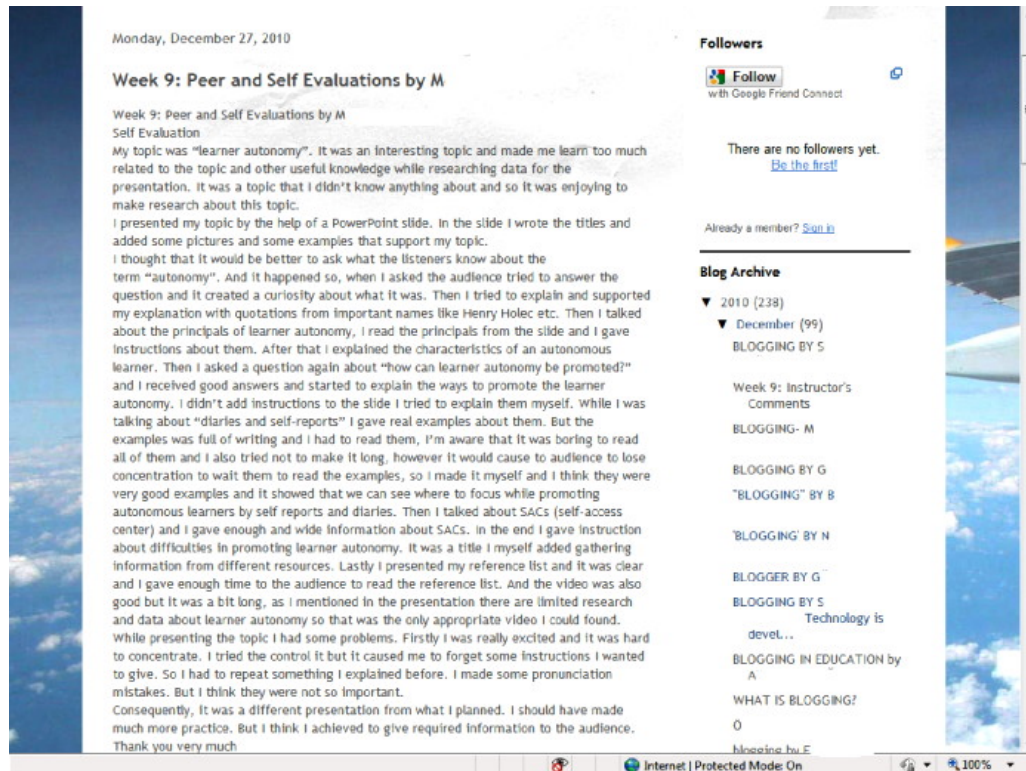 Monday, December 27, 2010
Week 9: Peer and Self Evaluations by M
Week 9: Peer and Self Evaluations by M
Self Evaluation
My topic was "learner autonomy". It was an interesting topic and made me learn too much
related to the topic and other useful knowledge while researching data for the
presentation. It was a topic that I didn't know anything about and so it was enjoying to
make research about this topic.
I presented my topic by the help of a PowerPoint slide. In the slide I wrote the titles and
added some pictures and some examples that support my topic.
I thought that it would be better to ask what the listeners know about the
term "autonomy". And it happened so, when I asked the audience tried to answer the
question and it created a curiosity about what it was. Then I tried to explain and supported
my explanation with quotations from important names like Henry Holec etc. Then I talked
about the principals of learner autonomy, I read the principals from the slide and I gave
instructions about them. After that I explained the characteristics of an autonomous
learner. Then I asked a question again about "how can learner autonomy be promoted?"
and I received good answers and started to explain the ways to promote the learner
autonomy. I didn't add instructions to the slide I tried to explain them myself. While I was
talking about "diaries and self-reports" I gave real examples about them. But the
examples was full of writing and I had to read them, I'm aware that it was boring to read
all of them and I also tried not to make it long, however it would cause to audience to lose
concentration to wait them to read the examples, so I made it myself and I think they were
very good examples and it showed that we can see where to focus while promoting
autonomous learners by self reports and diaries. Then I talked about SACs (self-access
center) and I gave enough and wide information about SACs. In the end I gave instruction
about difficulties in promoting learner autonomy. It was a title I myself added gathering
information from different resources. Lastly I presented my reference list and it was clear
and I gave enough time to the audience to read the reference list. And the video was also
good but it was a bit long, as I mentioned in the presentation there are limited research
and data about learner autonomy so that was the only appropriate video I could found.
While presenting the topic I had some problems. Firstly I was really excited and it was hard
to concentrate. I tried the control it but it caused me to forget some instructions I wanted
to give. So I had to repeat something I explained before. I made some pronunciation
mistakes. But I think they were not so important.
Consequently, it was a different presentation from what I planned. I should have made
much more practice. But I think I achieved to give required information to the audience.
Thank you very much
Followers
Follow
with Google Friend Connect
There are no followers yet.
Be the first!
Already a member? Sign in
Blog Archive
▼ 2010 (238)
▼ December (99)
BLOGGING BY S
Week 9: Instructor's
Comments
BLOGGING- M
BLOGGING BY G
"BLOGGING" BY B
'BLOGGING' BY N
BLOGGER BY G
BLOGGING BY S
Technology is
devel...
BLOGGING IN EDUCATION by
A
WHAT IS BLOGGING?
O
blogging by E
Internet | Protected Mode: On
100%